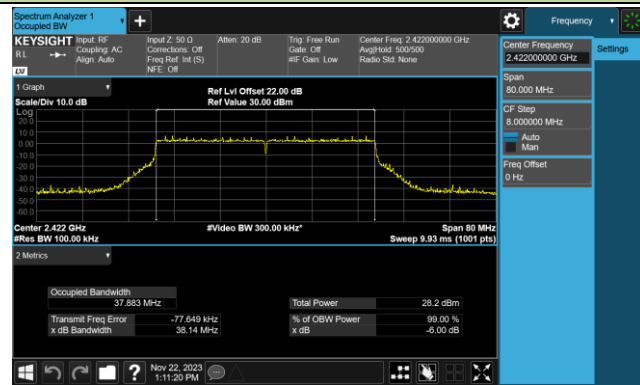 Spectrum Analyzer 1
Occupied BW
Frequency
KEYSIGHT
Input: RF
Input Z: 50 Ω
Atten: 20 dB
Trig: Free Run
Center Freq: 2.422000000 GHz
RL
Coupling: AC
Corrections: Off
Gate: Off
Avg|Hold: 500/500
Align: Auto
Freq Ref: Int (S)
#IF Gain: Low
Radio Std: None
NFE: Off
LXI
Center Frequency
2.422000000 GHz
Settings
Span
80.000 MHz
CF Step
8.000000 MHz
Auto
Man
Freq Offset
0 Hz
1 Graph
Ref Lvl Offset 22.00 dB
Scale/Div 10.0 dB
Ref Value 30.00 dBm
Log
20.0
10.0
0.00
-10.0
-20.0
-30.0
-40.0
-50.0
-60.0
Center 2.422 GHz
#Video BW 300.00 kHz*
Span 80 MHz
#Res BW 100.00 kHz
Sweep 9.93 ms (1001 pts)
2 Metrics
Occupied Bandwidth
37.883 MHz
Total Power
28.2 dBm
Transmit Freq Error
-77.649 kHz
% of OBW Power
99.00 %
x dB Bandwidth
38.14 MHz
x dB
-6.00 dB
Nov 22, 2023
1:11:20 PM